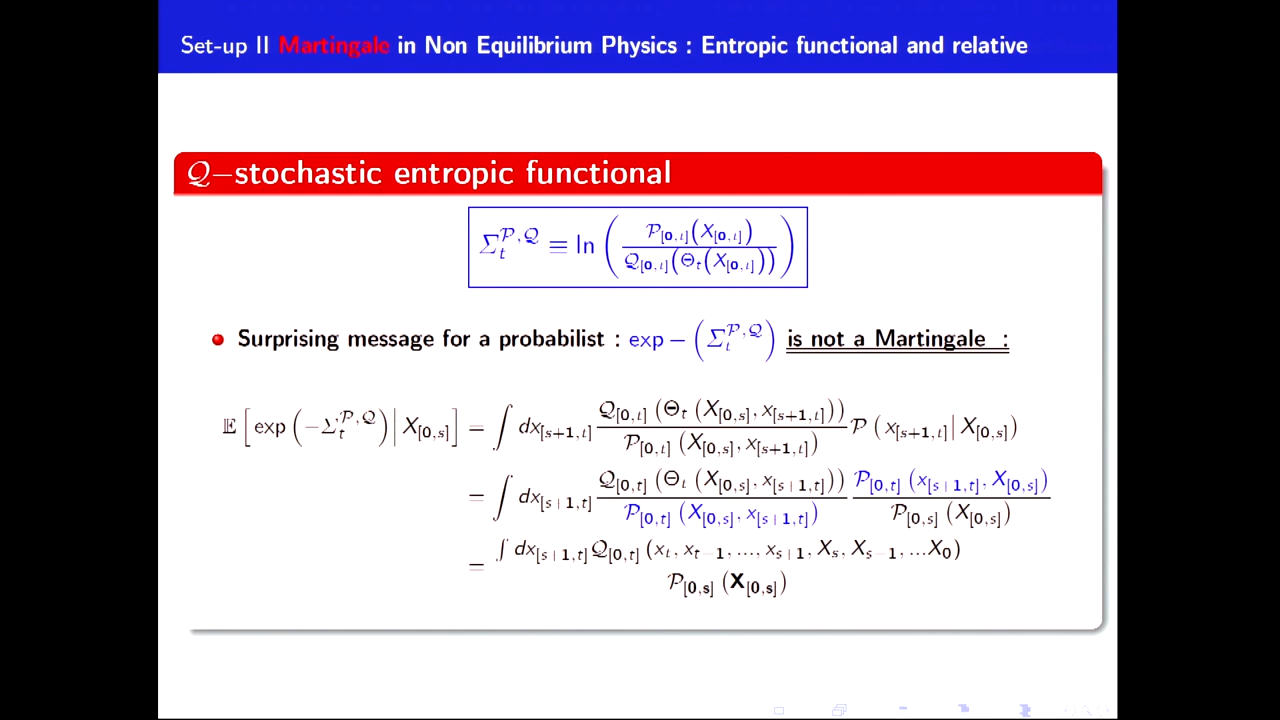 Set-up II Martingale in Non Equilibrium Physics : Entropic functional and relative
𝒬−stochastic entropic functional
Σ_t^{𝒫,𝒬} ≡ ln ( 𝒫_{[0,t]}(X_{[0,t]}) / 𝒬_{[0,t]}(Θ_t(X_{[0,t]})) )
Surprising message for a probabilist : exp − (Σ_t^{𝒫,𝒬}) is not a Martingale :
𝔼 [ exp (−Σ_t^{𝒫,𝒬}) | X_{[0,s]} ] = ∫ dx_{[s+1,t]} 𝒬_{[0,t]} (Θ_t (X_{[0,s]}, x_{[s+1,t]})) / 𝒫_{[0,t]} (X_{[0,s]}, x_{[s+1,t]}) 𝒫 ( x_{[s+1,t]} | X_{[0,s]} )
= ∫ dx_{[s+1,t]} 𝒬_{[0,t]} (Θ_t (X_{[0,s]}, x_{[s+1,t]})) / 𝒫_{[0,t]} (X_{[0,s]}, x_{[s+1,t]}) 𝒫_{[0,t]} (x_{[s+1,t]}, X_{[0,s]}) / 𝒫_{[0,s]} (X_{[0,s]})
= ∫ dx_{[s+1,t]} 𝒬_{[0,t]} (x_t, x_{t−1}, ..., x_{s+1}, X_s, X_{s−1}, ...X_0) / 𝒫_{[0,s]} (X_{[0,s]})